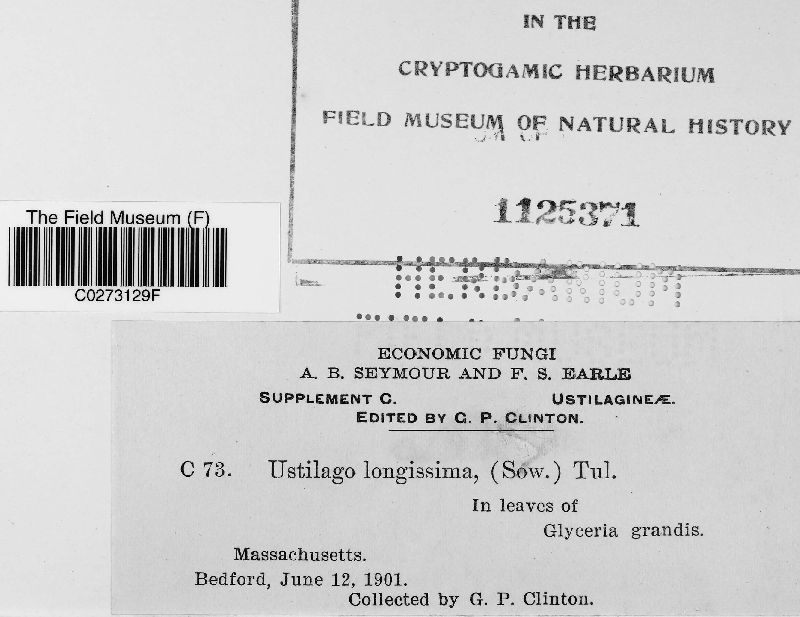 IN THE
CRYPTOGAMIC HERBARIUM
FIELD MUSEUM OF NATURAL HISTORY
1125371
The Field Museum (F)
C0273129F
HERBARIUM
ECONOMIC FUNGI
A. B. SEYMOUR AND F. S. EARLE
SUPPLEMENT C. USTILAGINEÆ.
EDITED BY G. P. CLINTON.
C 73. Ustilago longissima, (Sow.) Tul.
In leaves of
Glyceria grandis.
Massachusetts.
Bedford, June 12, 1901.
Collected by G. P. Clinton.